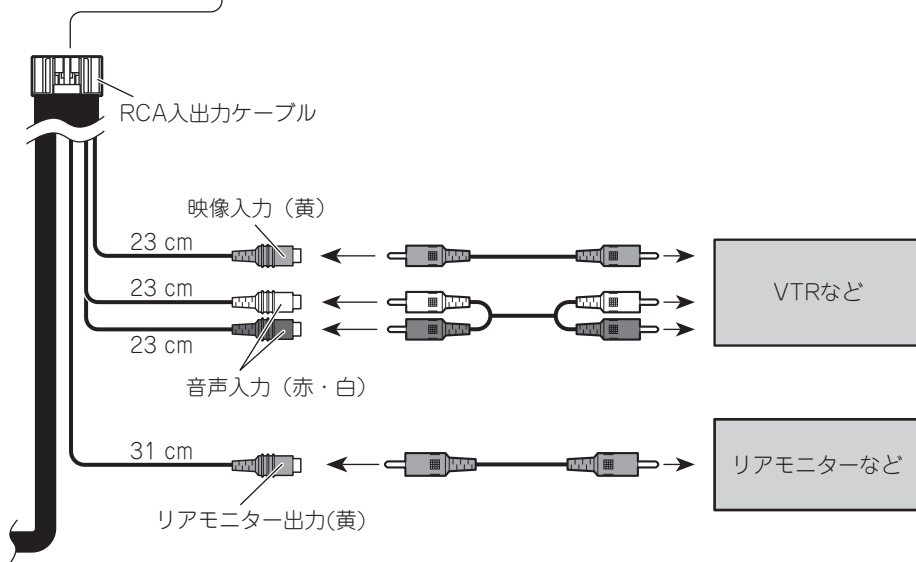 RCA入出力ケーブル
映像入力（黄）
23 cm
23 cm
VTRなど
23 cm
音声入力（赤・白）
31 cm
リアモニターなど
リアモニター出力(黄)